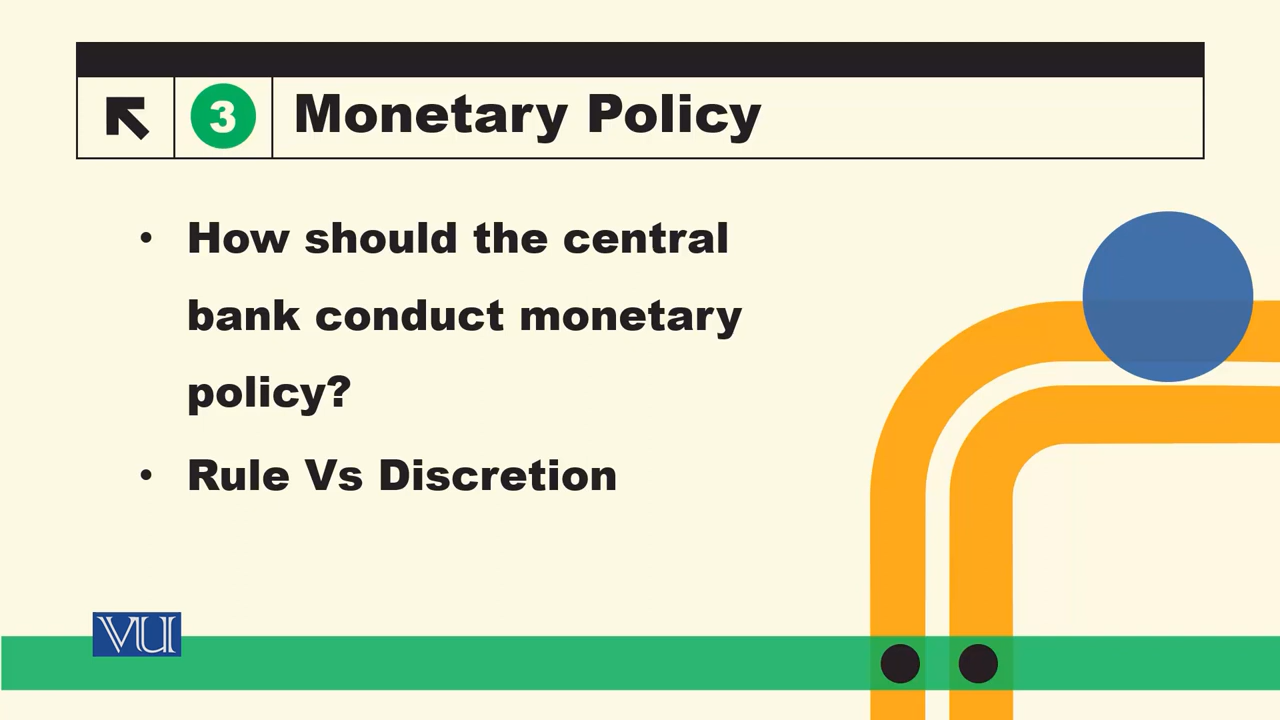 3 Monetary Policy
• How should the central
bank conduct monetary
policy?
• Rule Vs Discretion
VU